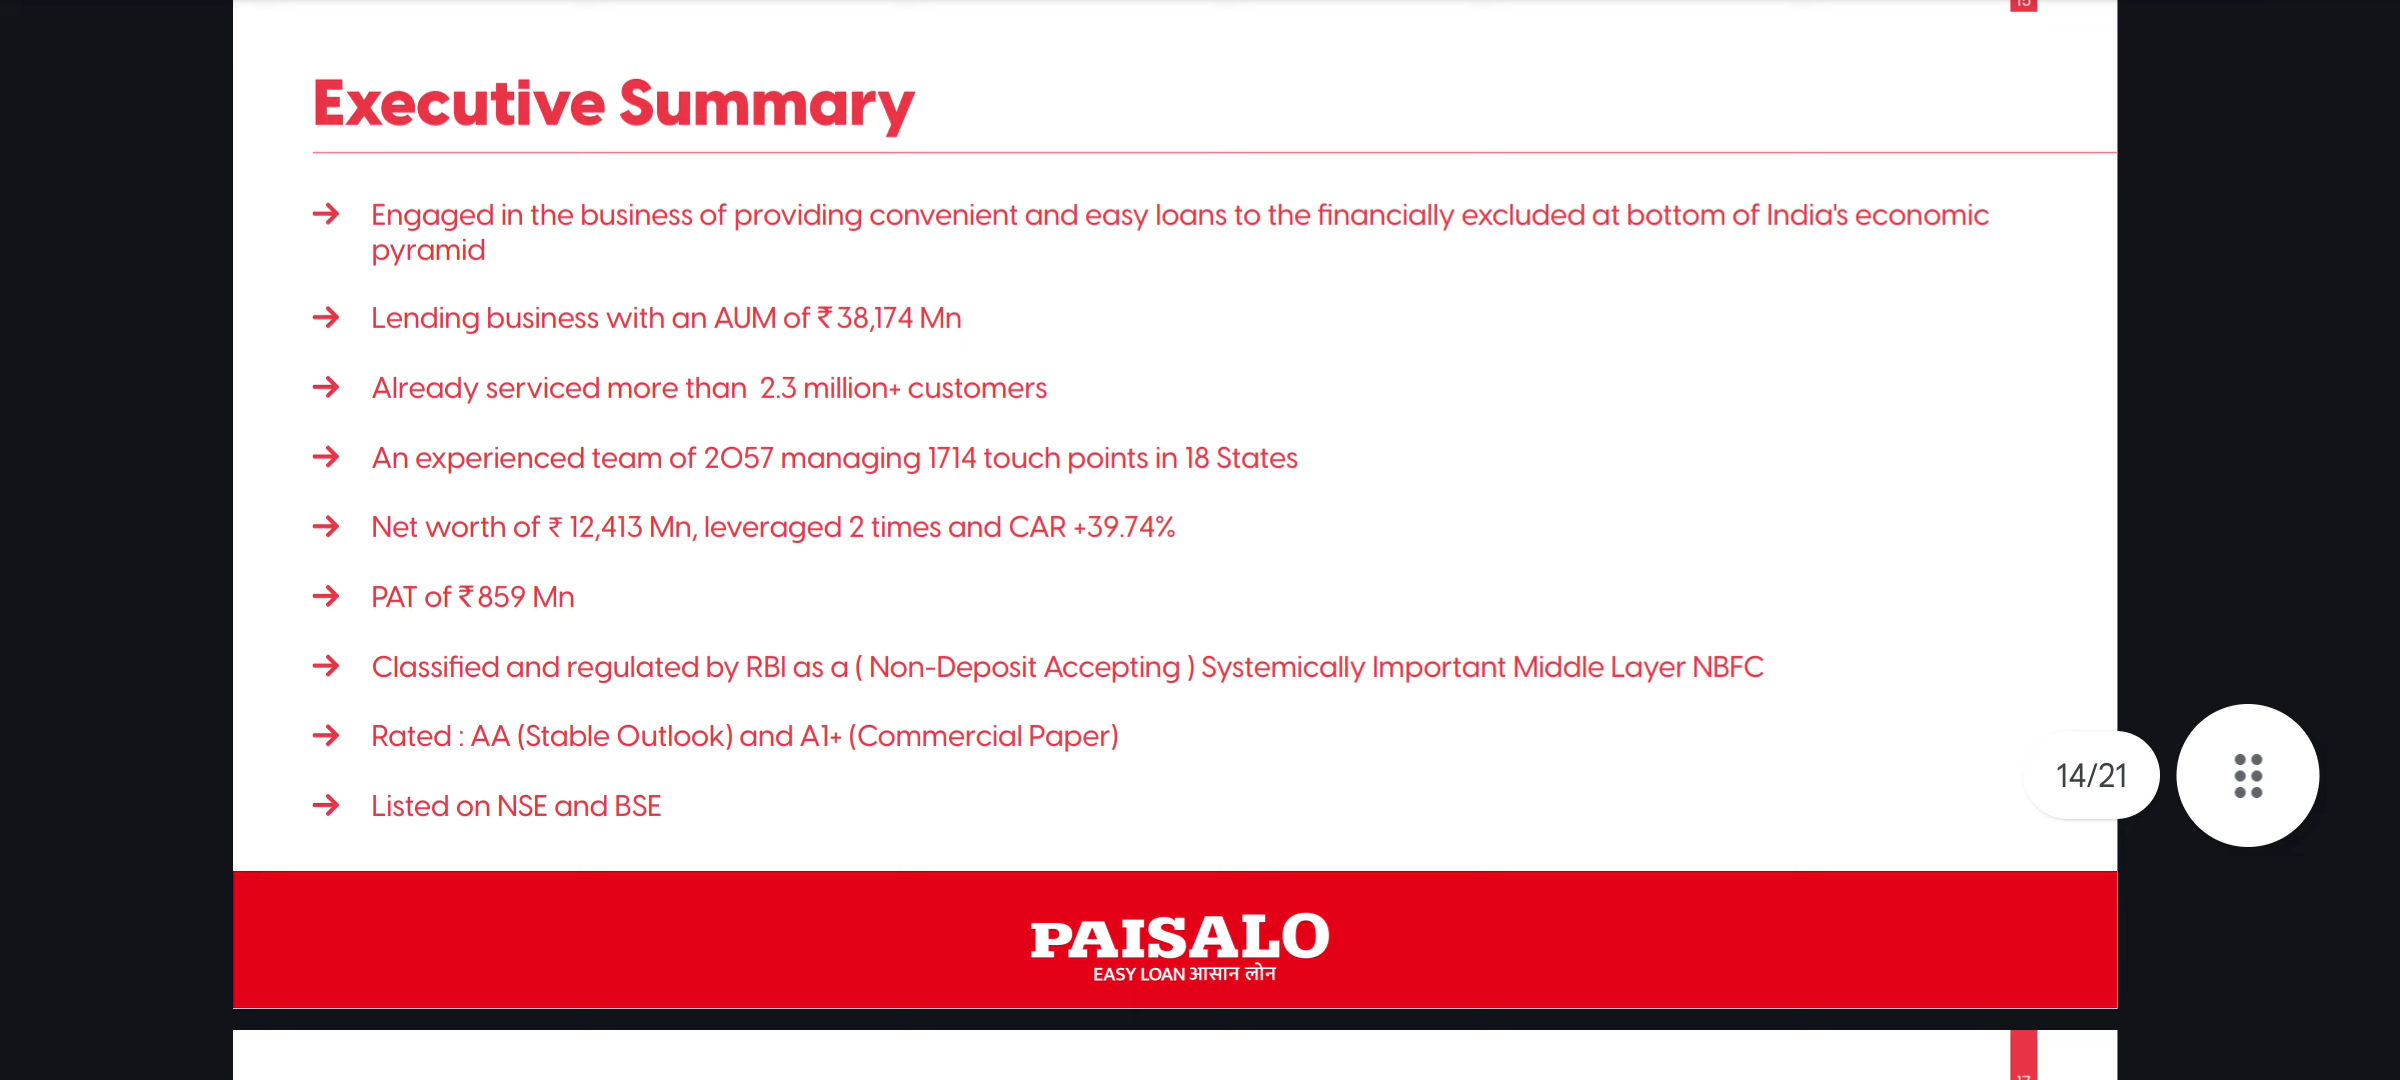 15
Executive Summary
→ Engaged in the business of providing convenient and easy loans to the financially excluded at bottom of India's economic
pyramid
→ Lending business with an AUM of ₹38,174 Mn
→ Already serviced more than  2.3 million+ customers
→ An experienced team of 2057 managing 1714 touch points in 18 States
→ Net worth of ₹ 12,413 Mn, leveraged 2 times and CAR +39.74%
→ PAT of ₹859 Mn
→ Classified and regulated by RBI as a ( Non-Deposit Accepting ) Systemically Important Middle Layer NBFC
→ Rated : AA (Stable Outlook) and A1+ (Commercial Paper)
→ Listed on NSE and BSE
14/21
PAISALO
EASY LOAN आसान लोन
17